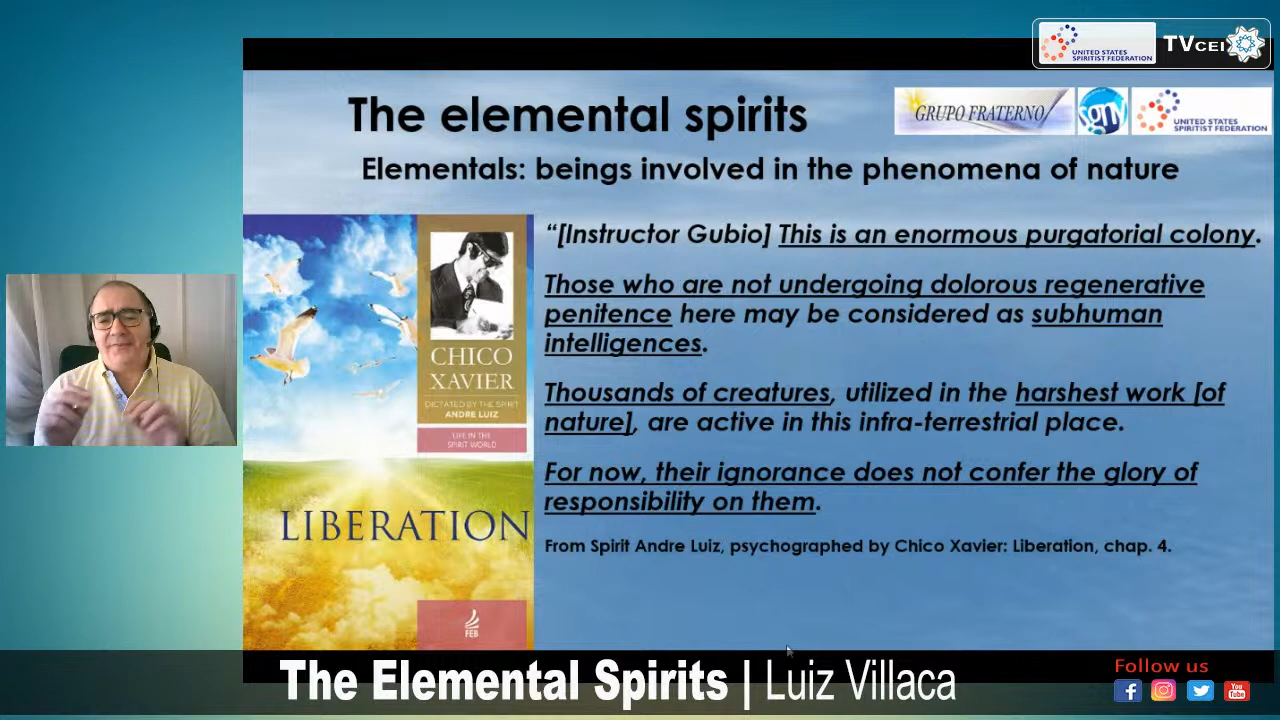 UNITED STATES
SPIRITIST FEDERATION
TVCEI
The elemental spirits
GRUPO FRATERNO
SGNY
UNITED STATES
SPIRITIST FEDERATION
Elementals: beings involved in the phenomena of nature
“[Instructor Gubio] This is an enormous purgatorial colony.
Those who are not undergoing dolorous regenerative
penitence here may be considered as subhuman
intelligences.
Thousands of creatures, utilized in the harshest work [of
nature], are active in this infra-terrestrial place.
For now, their ignorance does not confer the glory of
responsibility on them.
From Spirit Andre Luiz, psychographed by Chico Xavier: Liberation, chap. 4.
CHICO
XAVIER
DICTATED BY THE SPIRIT
ANDRE LUIZ
LIFE IN THE
SPIRIT WORLD
LIBERATION
FEB
The Elemental Spirits | Luiz Villaca
Follow us
You
Tube